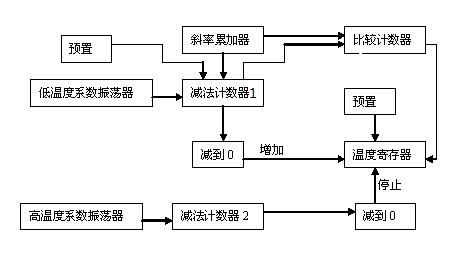 斜率累加器
比较计数器
预置
低温度系数振荡器
减法计数器1
预置
减到0
增加
温度寄存器
停止
高温度系数振荡器
减法计数器2
减到0